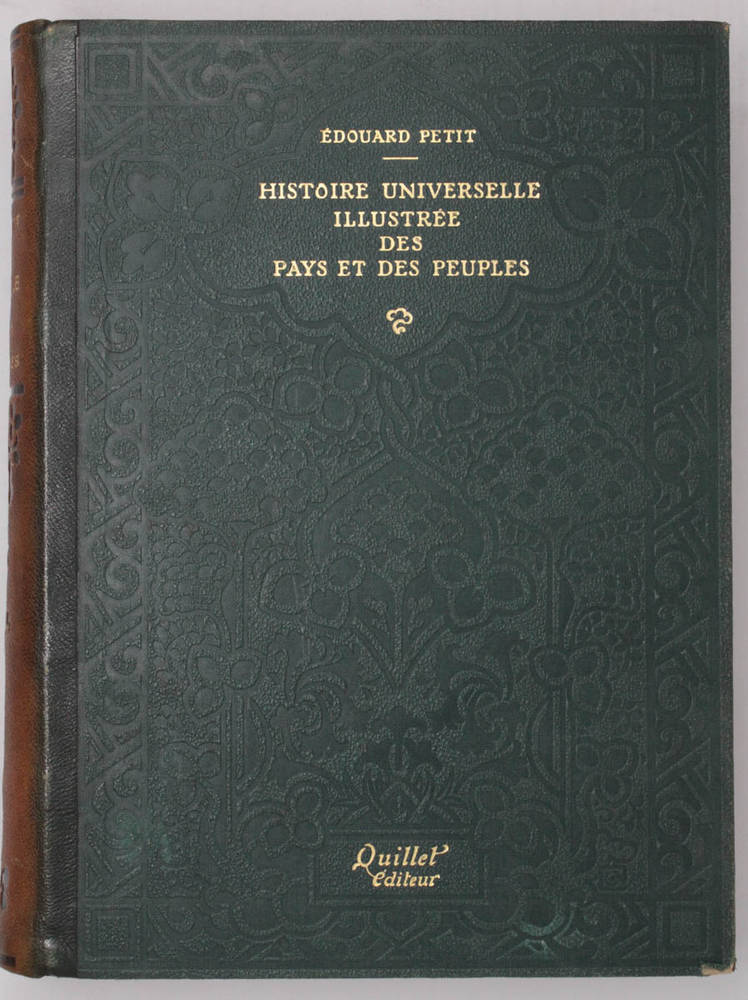 ÉDOUARD PETIT
HISTOIRE UNIVERSELLE
ILLUSTRÉE
DES
PAYS ET DES PEUPLES
Quillet
Éditeur